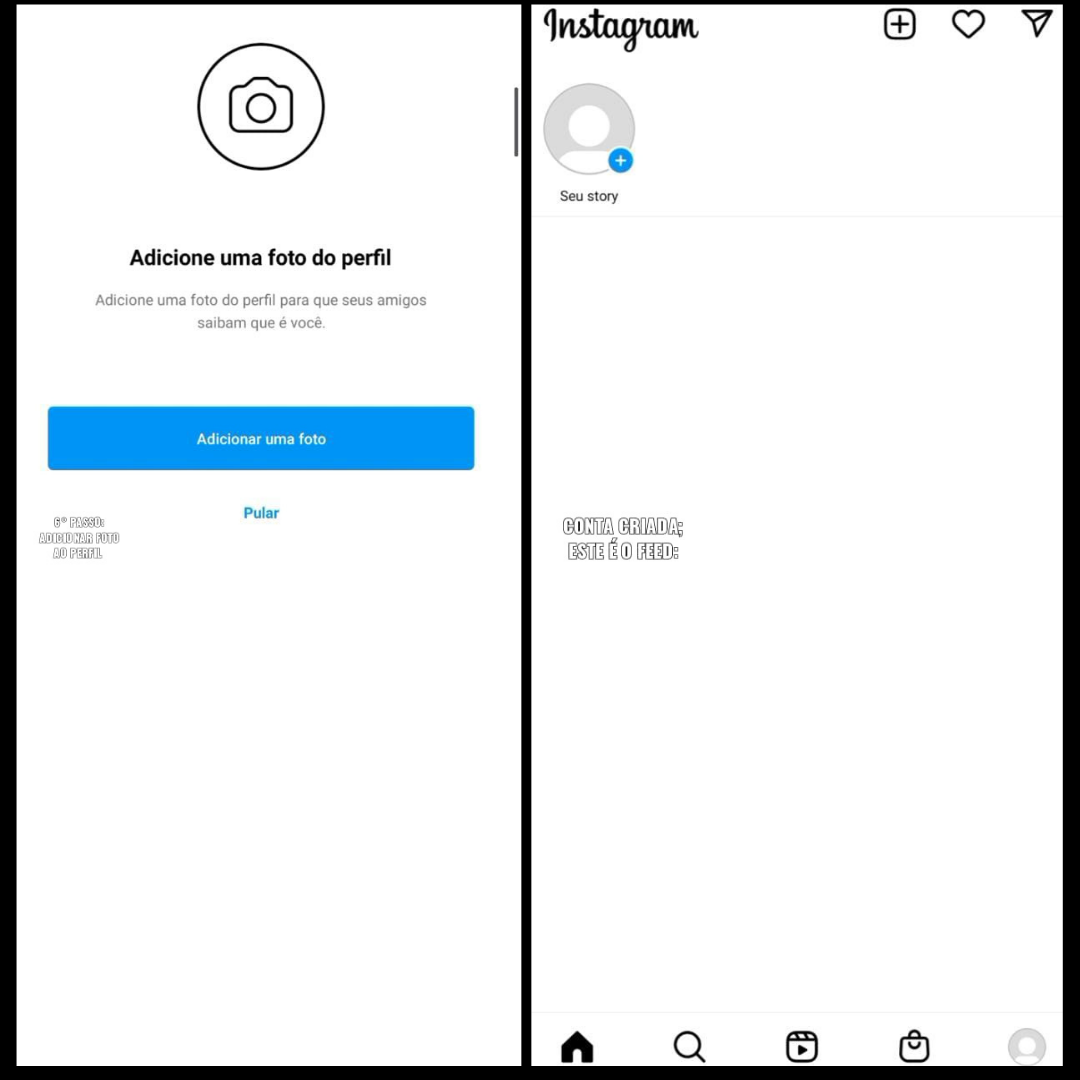 Adicione uma foto do perfil
Adicione uma foto do perfil para que seus amigos
saibam que é você.
Adicionar uma foto
Pular
6º PASSO:
ADICIONAR FOTO
AO PERFIL
Instagram
Seu story
CONTA CRIADA;
ESTE É O FEED: